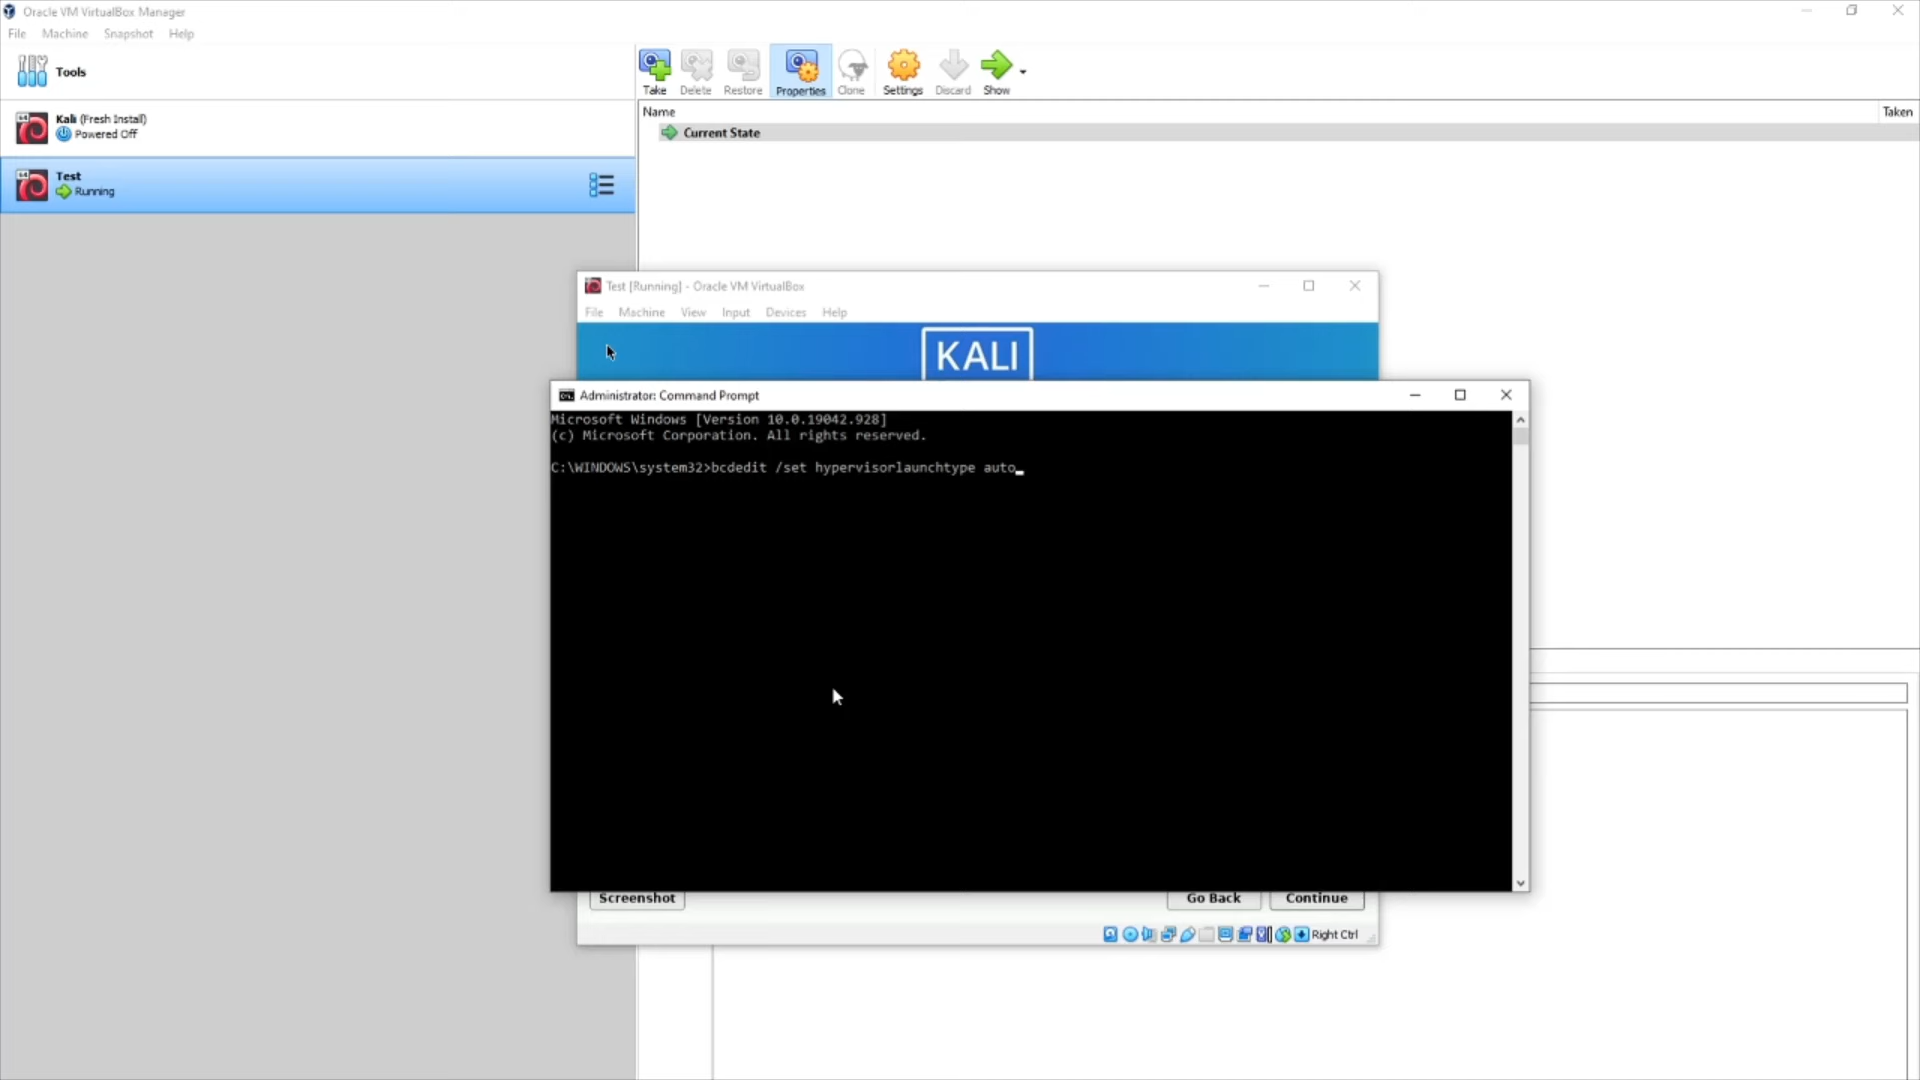 Oracle VM VirtualBox Manager
File Machine Snapshot Help
Tools
Take Delete Restore Properties Clone Settings Discard Show
Name Taken
Current State
64
Kali (Fresh Install)
Powered Off
64
Test
Running
Test [Running] - Oracle VM VirtualBox
File Machine View Input Devices Help
KALI
Administrator: Command Prompt
Microsoft Windows [Version 10.0.19042.928]
(c) Microsoft Corporation. All rights reserved.
C:\WINDOWS\system32>bcdedit /set hypervisorlaunchtype auto_
Screenshot Go Back Continue
Right Ctrl